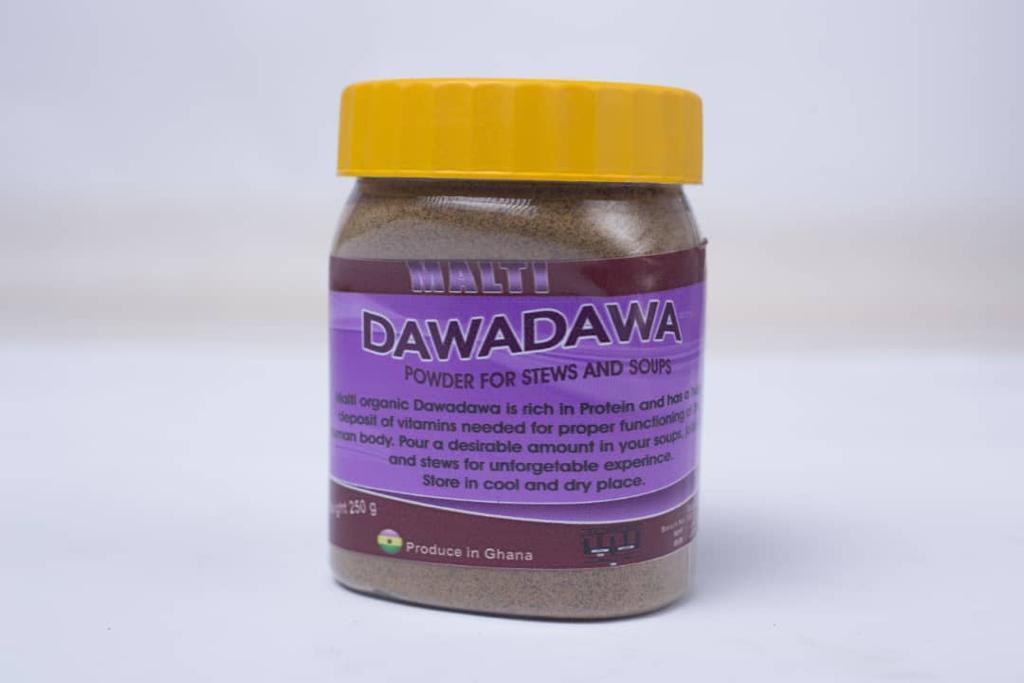 MALTI
DAWADAWA
POWDER FOR STEWS AND SOUPS
Malti organic Dawadawa is rich in Protein and has a
deposit of vitamins needed for proper functioning of
body. Pour a desirable amount in your soups,
and stews for unforgetable experince.
Store in cool and dry place.
250 g
Produce in Ghana